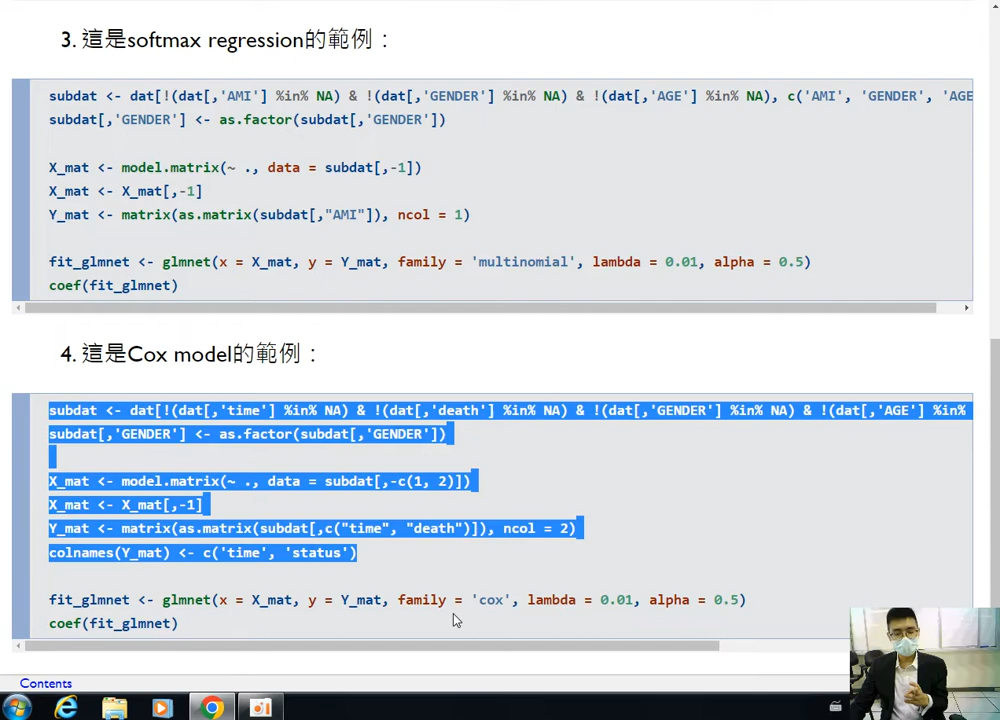 3. 這是softmax regression的範例：
subdat <- dat[!(dat[,'AMI'] %in% NA) & !(dat[,'GENDER'] %in% NA) & !(dat[,'AGE'] %in% NA), c('AMI', 'GENDER', 'AGE
subdat[,'GENDER'] <- as.factor(subdat[,'GENDER'])
X_mat <- model.matrix(~ ., data = subdat[,-1])
X_mat <- X_mat[,-1]
Y_mat <- matrix(as.matrix(subdat[,"AMI"]), ncol = 1)
fit_glmnet <- glmnet(x = X_mat, y = Y_mat, family = 'multinomial', lambda = 0.01, alpha = 0.5)
coef(fit_glmnet)
4. 這是Cox model的範例：
subdat <- dat[!(dat[,'time'] %in% NA) & !(dat[,'death'] %in% NA) & !(dat[,'GENDER'] %in% NA) & !(dat[,'AGE'] %in%
subdat[,'GENDER'] <- as.factor(subdat[,'GENDER'])
X_mat <- model.matrix(~ ., data = subdat[,-c(1, 2)])
X_mat <- X_mat[,-1]
Y_mat <- matrix(as.matrix(subdat[,c("time", "death")]), ncol = 2)
colnames(Y_mat) <- c('time', 'status')
fit_glmnet <- glmnet(x = X_mat, y = Y_mat, family = 'cox', lambda = 0.01, alpha = 0.5)
coef(fit_glmnet)
Contents